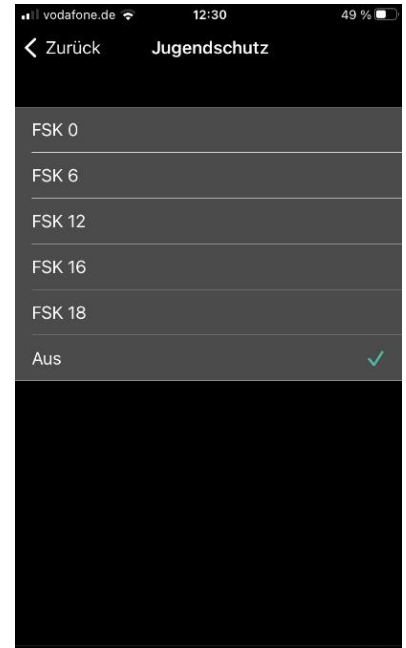 vodafone.de 12:30 49 %
Zurück Jugendschutz
FSK 0
FSK 6
FSK 12
FSK 16
FSK 18
Aus